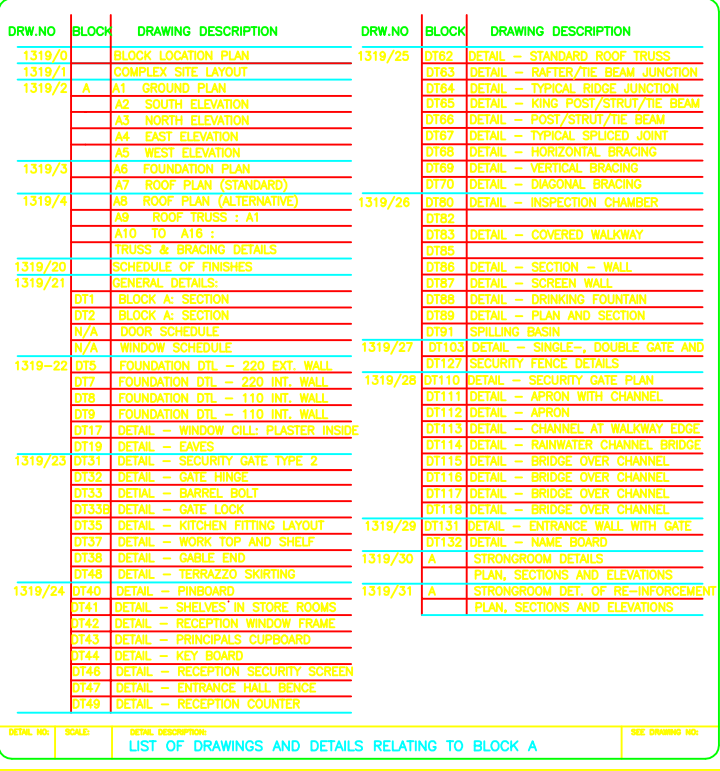 DRW.NO BLOCK DRAWING DESCRIPTION
1319/0 BLOCK LOCATION PLAN
1319/1 COMPLEX SITE LAYOUT
1319/2 A A1 GROUND PLAN
A2 SOUTH ELEVATION
A3 NORTH ELEVATION
A4 EAST ELEVATION
A5 WEST ELEVATION
1319/3 A6 FOUNDATION PLAN
A7 ROOF PLAN (STANDARD)
1319/4 A8 ROOF PLAN (ALTERNATIVE)
A9 ROOF TRUSS : A1
A10 TO A16 :
TRUSS & BRACING DETAILS
1319/20 SCHEDULE OF FINISHES
1319/21 GENERAL DETAILS:
DT1 BLOCK A: SECTION
DT2 BLOCK A: SECTION
N/A DOOR SCHEDULE
N/A WINDOW SCHEDULE
1319-22 DT5 FOUNDATION DTL - 220 EXT. WALL
DT7 FOUNDATION DTL - 220 INT. WALL
DT8 FOUNDATION DTL - 110 INT. WALL
DT9 FOUNDATION DTL - 110 INT. WALL
DT17 DETAIL - WINDOW CILL: PLASTER INSIDE
DT19 DETAIL - EAVES
1319/23 DT31 DETAIL - SECURITY GATE TYPE 2
DT32 DETAIL - GATE HINGE
DT33 DETAIL - BARREL BOLT
DT33B DETAIL - GATE LOCK
DT35 DETAIL - KITCHEN FITTING LAYOUT
DT37 DETAIL - WORK TOP AND SHELF
DT38 DETAIL - GABLE END
DT48 DETAIL - TERRAZZO SKIRTING
1319/24 DT40 DETAIL - PINBOARD
DT41 DETAIL - SHELVES IN STORE ROOMS
DT42 DETAIL - RECEPTION WINDOW FRAME
DT43 DETAIL - PRINCIPALS CUPBOARD
DT44 DETAIL - KEY BOARD
DT46 DETAIL - RECEPTION SECURITY SCREEN
DT47 DETAIL - ENTRANCE HALL BENCE
DT49 DETAIL - RECEPTION COUNTER
DRW.NO BLOCK DRAWING DESCRIPTION
1319/25 DT62 DETAIL - STANDARD ROOF TRUSS
DT63 DETAIL - RAFTER/TIE BEAM JUNCTION
DT64 DETAIL - TYPICAL RIDGE JUNCTION
DT65 DETAIL - KING POST/STRUT/TIE BEAM
DT66 DETAIL - POST/STRUT/TIE BEAM
DT67 DETAIL - TYPICAL SPLICED JOINT
DT68 DETAIL - HORIZONTAL BRACING
DT69 DETAIL - VERTICAL BRACING
DT70 DETAIL - DIAGONAL BRACING
1319/26 DT80 DETAIL - INSPECTION CHAMBER
DT82
DT83 DETAIL - COVERED WALKWAY
DT85
DT86 DETAIL - SECTION - WALL
DT87 DETAIL - SCREEN WALL
DT88 DETAIL - DRINKING FOUNTAIN
DT89 DETAIL - PLAN AND SECTION
DT91 SPILLING BASIN
1319/27 DT103 DETAIL - SINGLE-, DOUBLE GATE AND
DT127 SECURITY FENCE DETAILS
1319/28 DT110 DETAIL - SECURITY GATE PLAN
DT111 DETAIL - APRON WITH CHANNEL
DT112 DETAIL - APRON
DT113 DETAIL - CHANNEL AT WALKWAY EDGE
DT114 DETAIL - RAINWATER CHANNEL BRIDGE
DT115 DETAIL - BRIDGE OVER CHANNEL
DT116 DETAIL - BRIDGE OVER CHANNEL
DT117 DETAIL - BRIDGE OVER CHANNEL
DT118 DETAIL - BRIDGE OVER CHANNEL
1319/29 DT131 DETAIL - ENTRANCE WALL WITH GATE
DT132 DETAIL - NAME BOARD
1319/30 A STRONGROOM DETAILS
PLAN, SECTIONS AND ELEVATIONS
1319/31 A STRONGROOM DET. OF RE-INFORCEMENT
PLAN, SECTIONS AND ELEVATIONS
DETAIL NO: SCALE: DETAIL DESCRIPTION: SEE DRAWING NO:
LIST OF DRAWINGS AND DETAILS RELATING TO BLOCK A